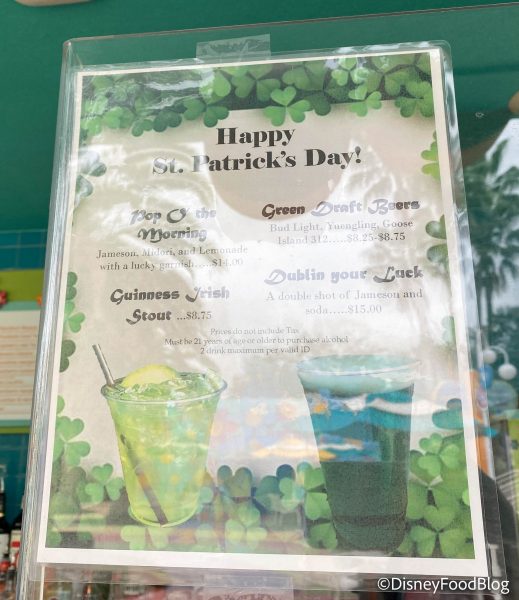 Happy
St. Patrick's Day!
Pop O' the
Morning
Jameson, Midori, and Lemonade
with a lucky garnish.....$14.00
Guinness Irish
Stout ...$8.75
Green Draft Beers
Bud Light, Yuengling, Goose
Island 312.....$8.25-$8.75
Dublin your Luck
A double shot of Jameson and
soda.....$15.00
Prices do not include Tax
Must be 21 years of age or older to purchase alcohol
2 drink maximum per valid ID
©DisneyFoodBlog